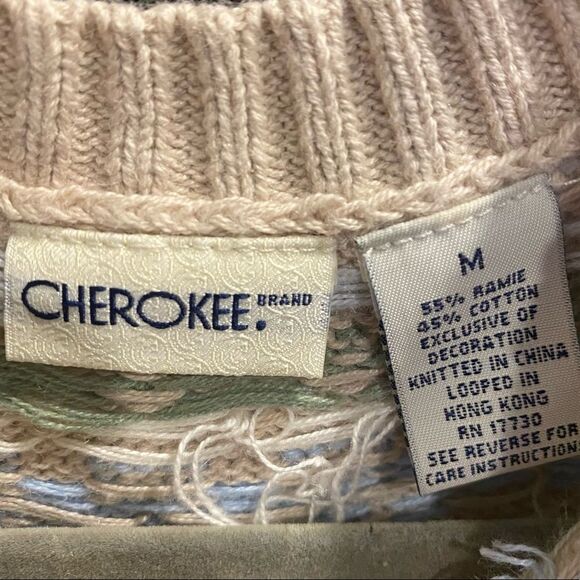 CHEROKEE. BRAND
M
55% RAMIE
45% COTTON
EXCLUSIVE OF
DECORATION
KNITTED IN CHINA
LOOPED IN
HONG KONG
RN 17730
SEE REVERSE FOR
CARE INSTRUCTION